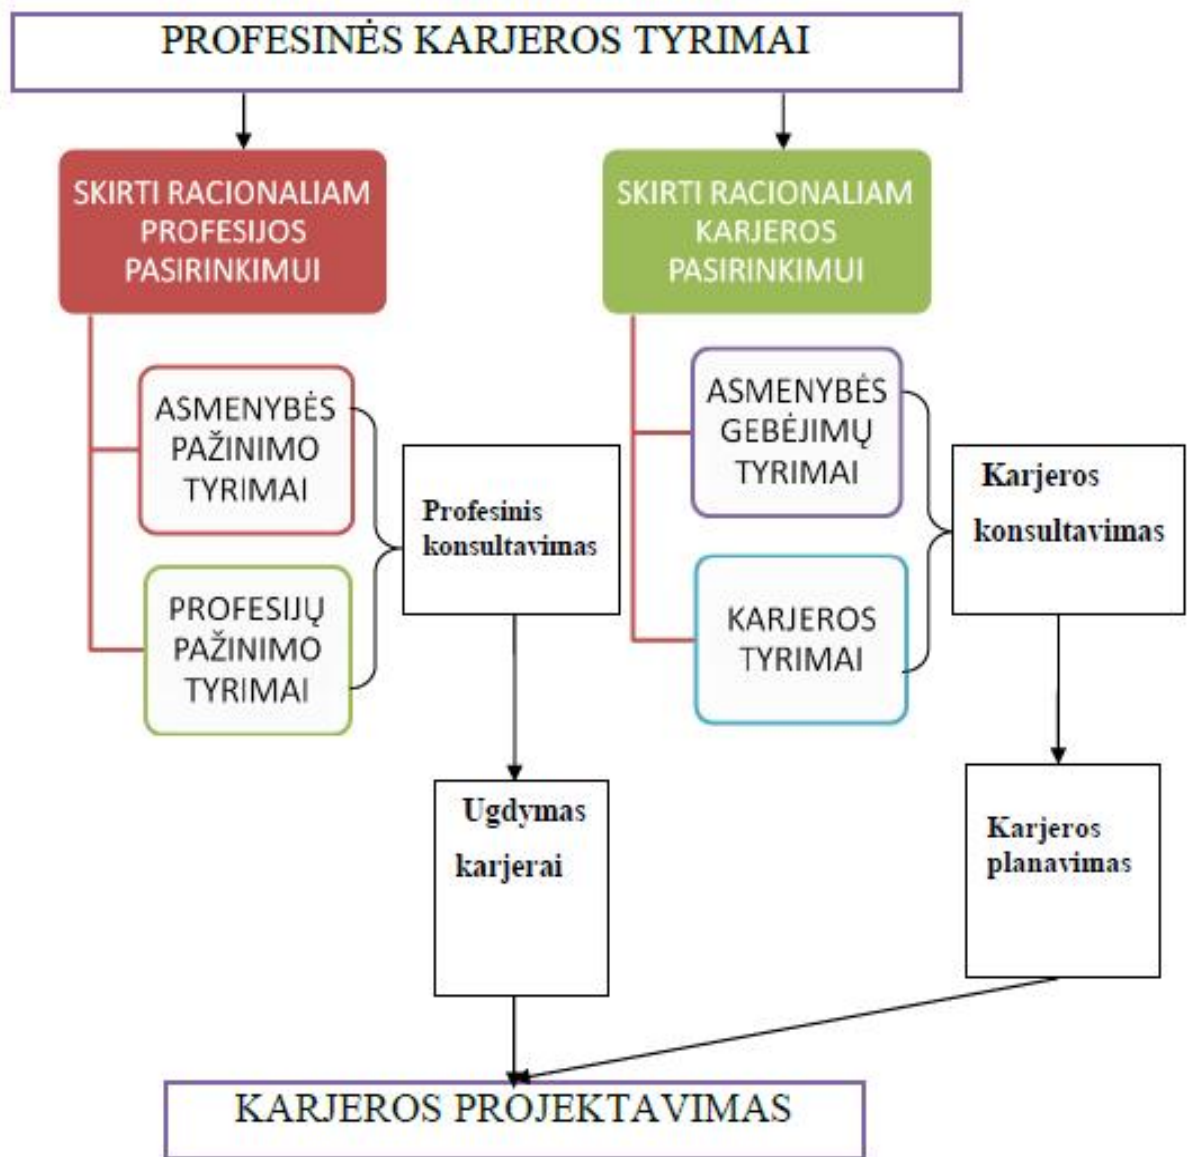 PROFESINĖS KARJEROS TYRIMAI
SKIRTI RACIONALIAM
PROFESIJOS
PASIRINKIMUI
SKIRTI RACIONALIAM
KARJEROS
PASIRINKIMUI
ASMENYBĖS
PAŽINIMO
TYRIMAI
PROFESIJŲ
PAŽINIMO
TYRIMAI
Profesinis
konsultavimas
ASMENYBĖS
GEBĖJIMŲ
TYRIMAI
KARJEROS
TYRIMAI
Karjeros
konsultavimas
Ugdymas
karjerai
Karjeros
planavimas
KARJEROS PROJEKTAVIMAS